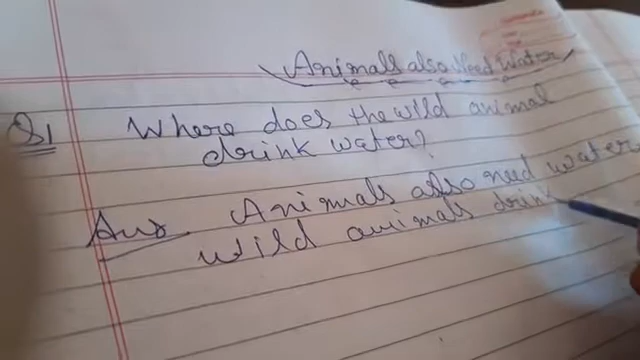 Animals also Need Water
Q1 Where does the wild animal
drink water?
Ans Animals also need water
wild animals drink